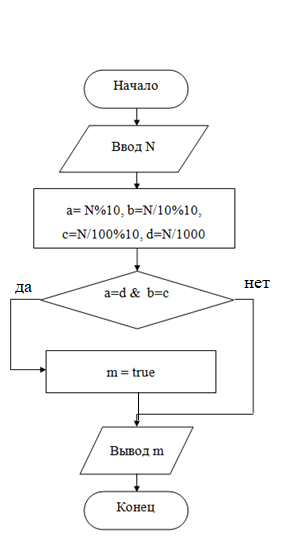 Начало
Ввод N
a= N%10, b=N/10%10,
c=N/100%10, d=N/1000
да
a=d & b=c
нет
m = true
Вывод m
Конец